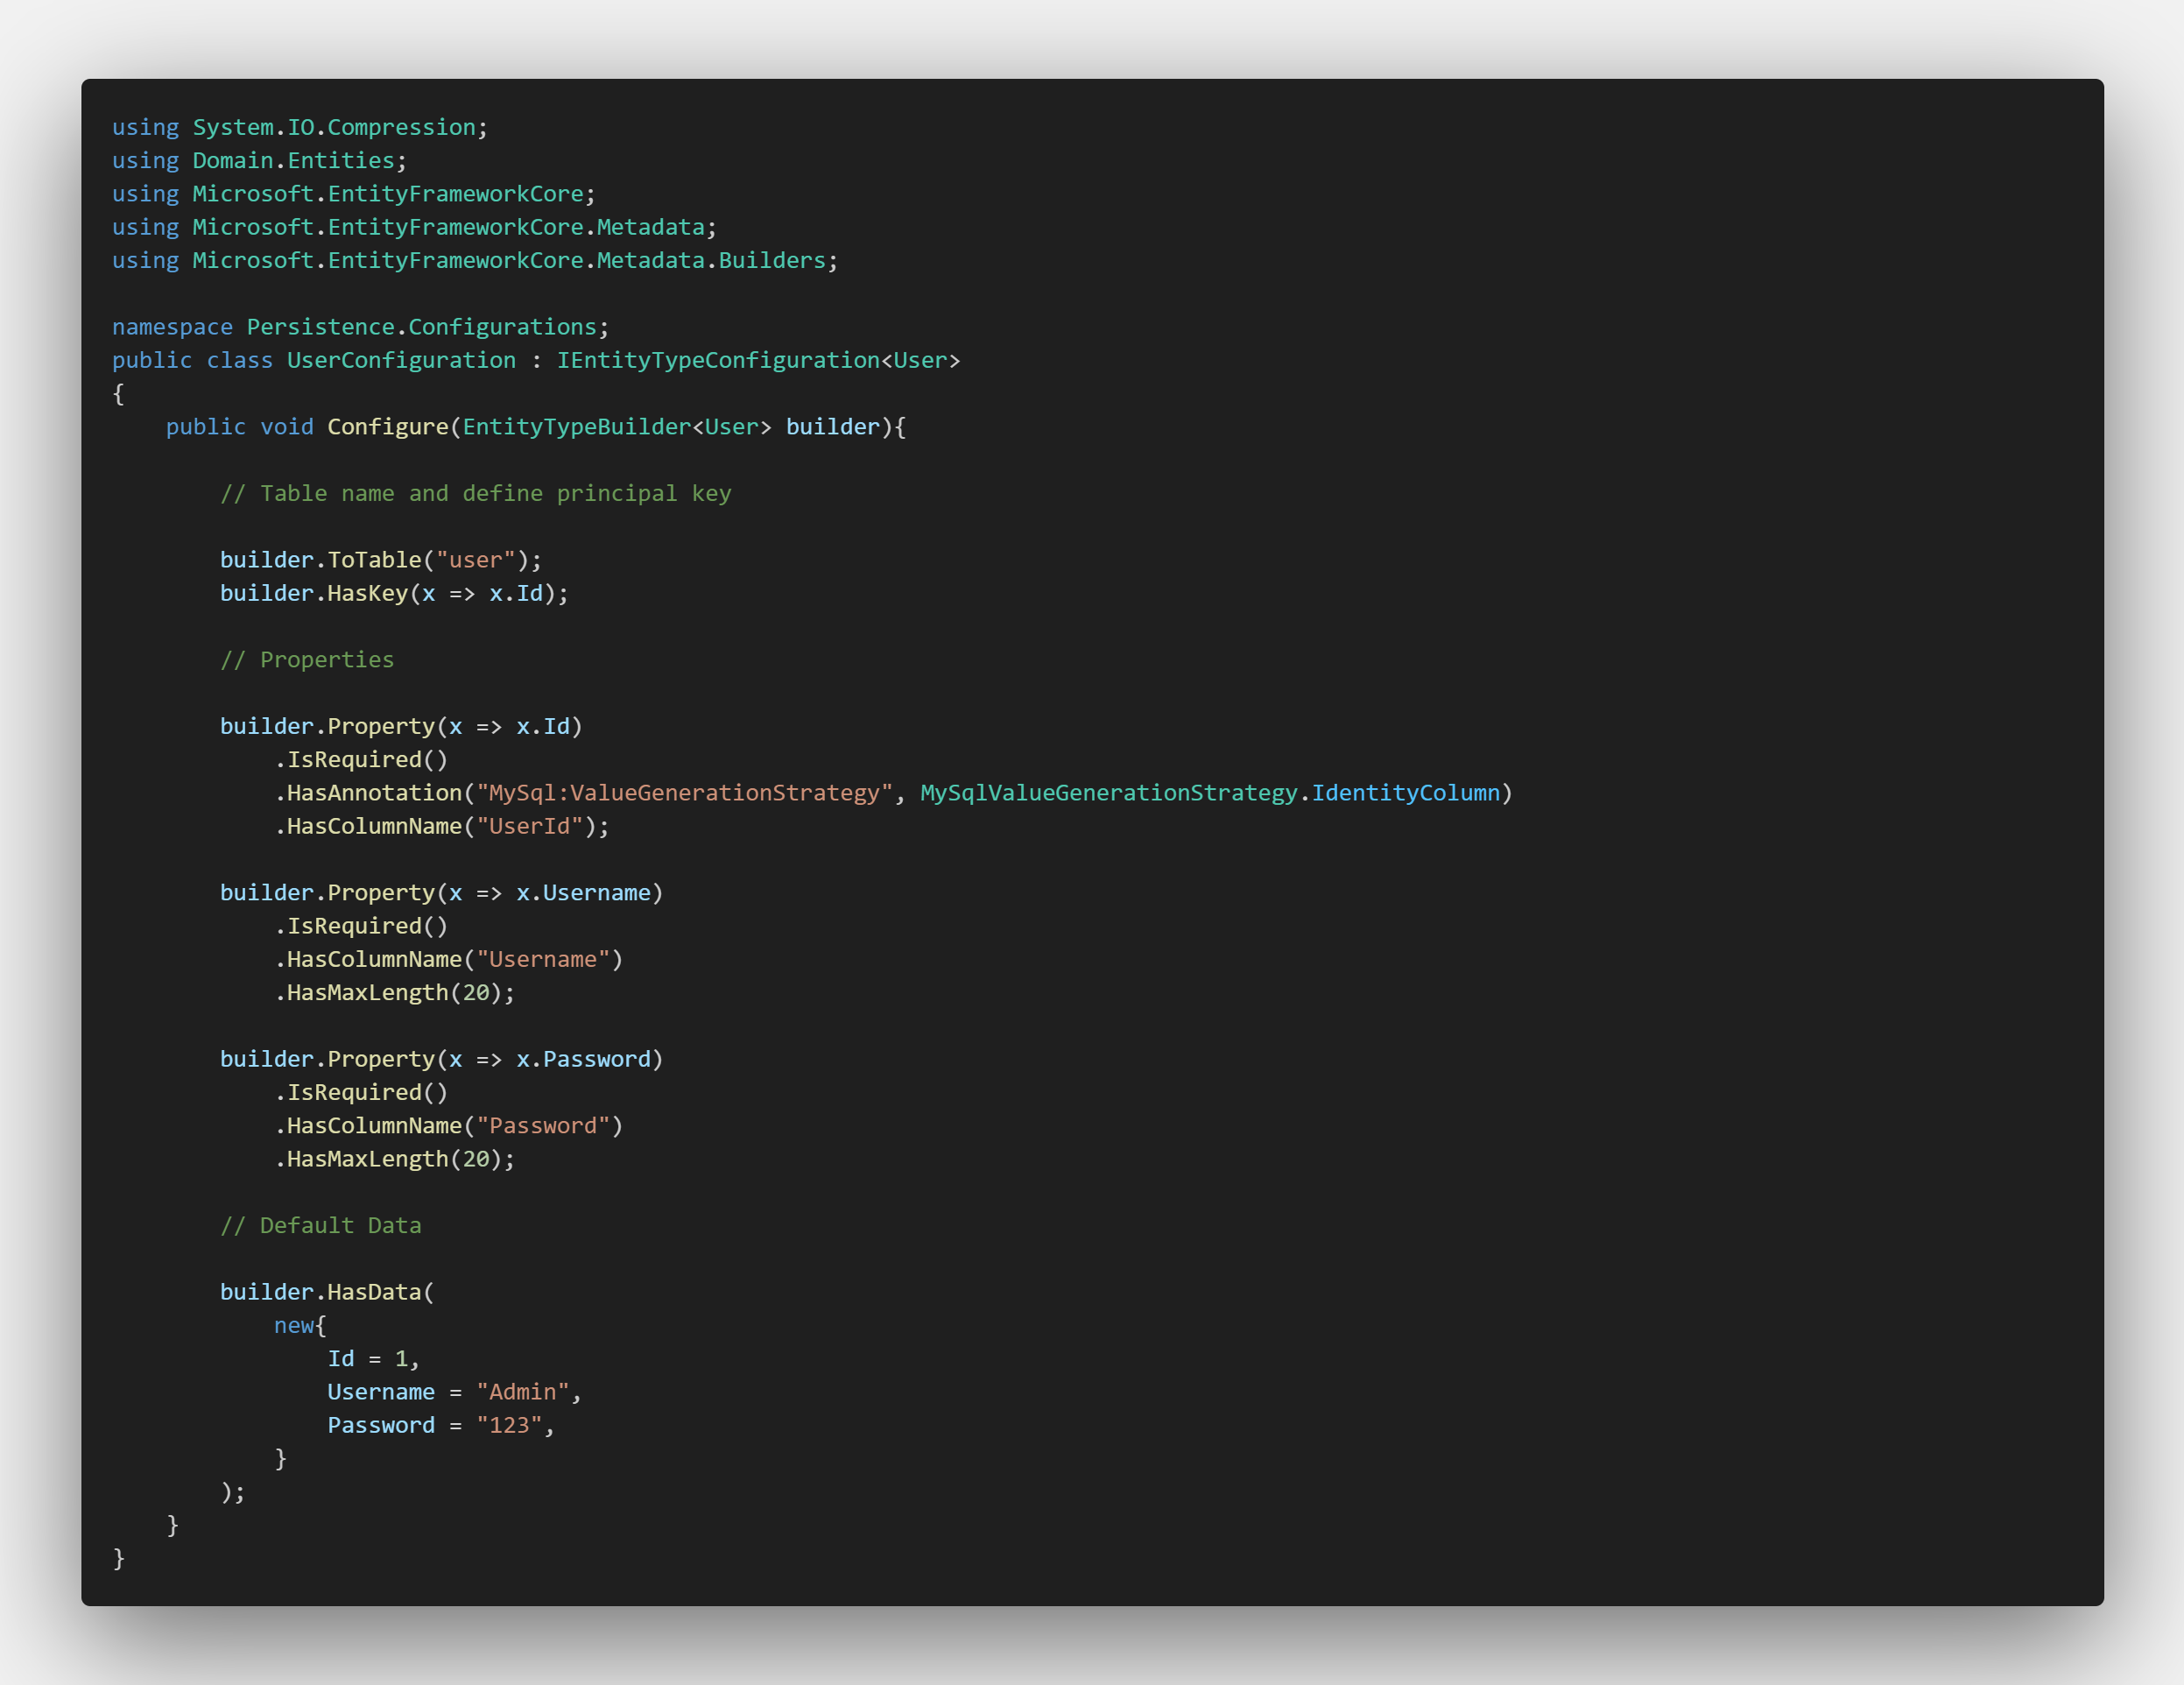 using System.IO.Compression;
using Domain.Entities;
using Microsoft.EntityFrameworkCore;
using Microsoft.EntityFrameworkCore.Metadata;
using Microsoft.EntityFrameworkCore.Metadata.Builders;

namespace Persistence.Configurations;
public class UserConfiguration : IEntityTypeConfiguration<User>
{
    public void Configure(EntityTypeBuilder<User> builder){

        // Table name and define principal key

        builder.ToTable("user");
        builder.HasKey(x => x.Id);

        // Properties

        builder.Property(x => x.Id)
            .IsRequired()
            .HasAnnotation("MySql:ValueGenerationStrategy", MySqlValueGenerationStrategy.IdentityColumn)
            .HasColumnName("UserId");

        builder.Property(x => x.Username)
            .IsRequired()
            .HasColumnName("Username")
            .HasMaxLength(20);

        builder.Property(x => x.Password)
            .IsRequired()
            .HasColumnName("Password")
            .HasMaxLength(20);

        // Default Data

        builder.HasData(
            new{
                Id = 1,
                Username = "Admin",
                Password = "123",
            }
        );
    }
}